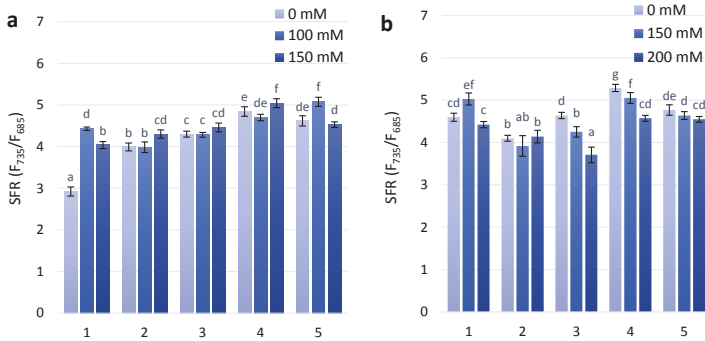 a
0 mM
100 mM
150 mM
SFR (F735/F685)
7
6
5
4
3
2
1
0
a d b
b b cd
c c cd
e de f
de f d
1 2 3 4 5
b
0 mM
150 mM
200 mM
SFR (F735/F685)
7
6
5
4
3
2
1
0
cd ef c
b ab b
d b a
g f cd
de de cd
1 2 3 4 5